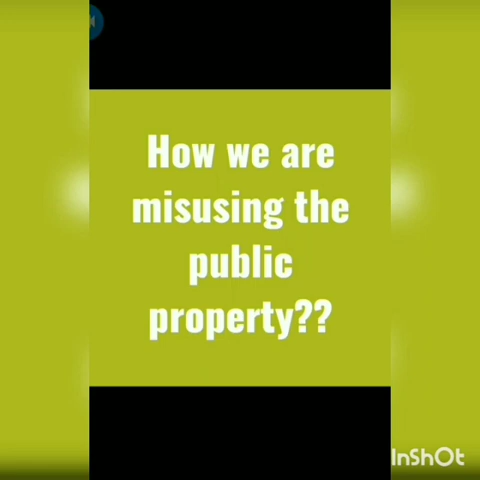 How we are
misusing the
public
property??
InShOt